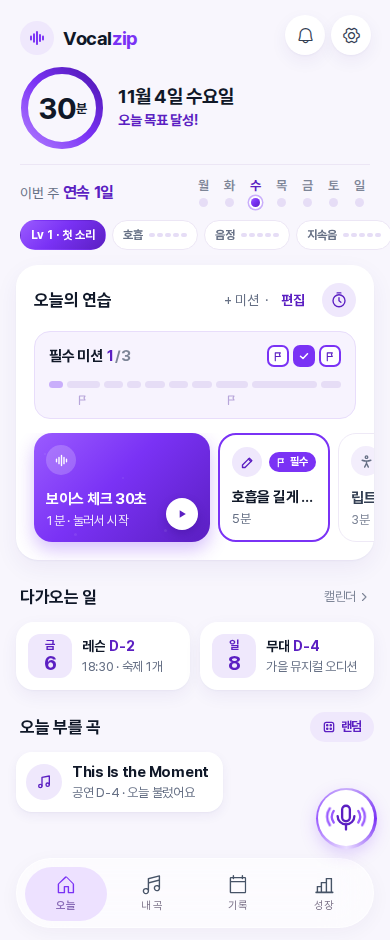 Vocalzip
30분
11월 4일 수요일
오늘 목표 달성!
이번 주 연속 1일
월 화 수 목 금 토 일
Lv 1 · 첫 소리
호흡
음정
지속음
오늘의 연습
+ 미션 · 편집
필수 미션 1/3
보이스 체크 30초
1분 · 눌러서 시작
필수
호흡을 길게 ...
5분
립트
3분
다가오는 일
캘린더
금
6
레슨 D-2
18:30 · 숙제 1개
일
8
무대 D-4
가을 뮤지컬 오디션
오늘 부를 곡
랜덤
This Is the Moment
공연 D-4 · 오늘 불렀어요
오늘
내 곡
기록
성장